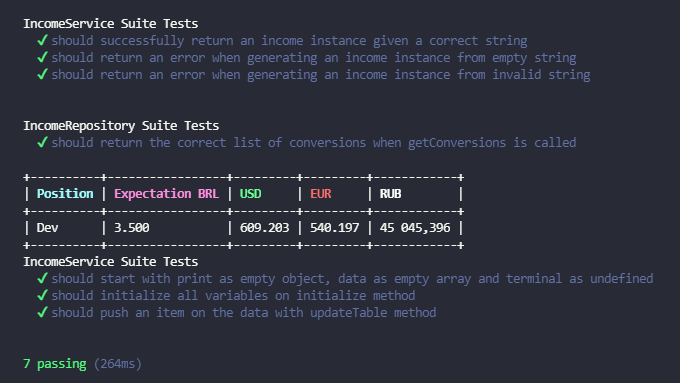 IncomeService Suite Tests
✓ should successfully return an income instance given a correct string
✓ should return an error when generating an income instance from empty string
✓ should return an error when generating an income instance from invalid string
IncomeRepository Suite Tests
✓ should return the correct list of conversions when getConversions is called
+----------+-----------------+---------+---------+------------+
| Position | Expectation BRL | USD     | EUR     | RUB        |
+----------+-----------------+---------+---------+------------+
| Dev      | 3.500           | 609.203 | 540.197 | 45 045,396 |
+----------+-----------------+---------+---------+------------+
IncomeService Suite Tests
✓ should start with print as empty object, data as empty array and terminal as undefined
✓ should initialize all variables on initialize method
✓ should push an item on the data with updateTable method
7 passing (264ms)